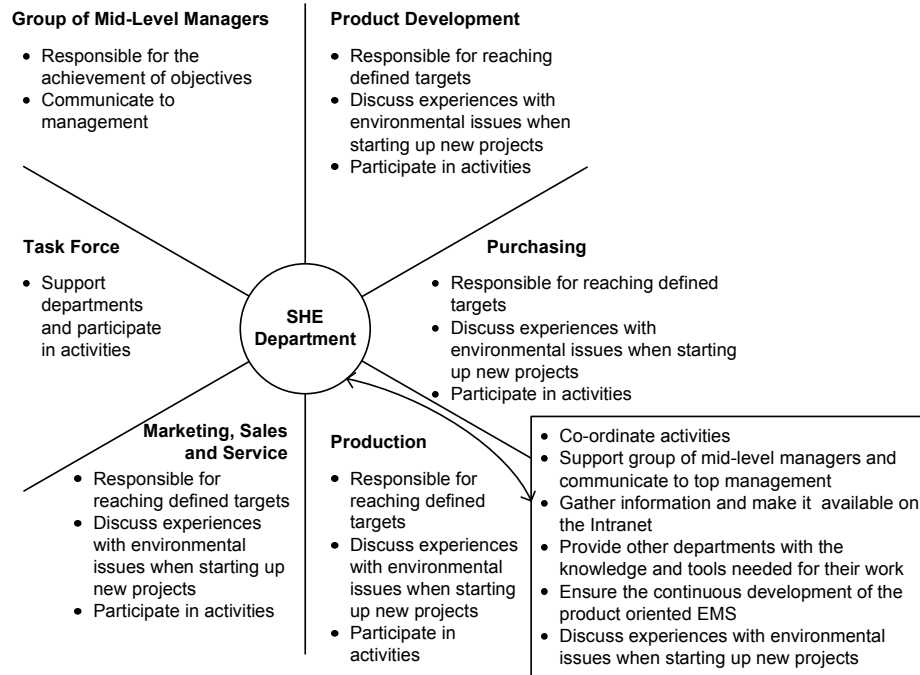 Group of Mid-Level Managers
• Responsible for the
achievement of objectives
• Communicate to
management
Product Development
• Responsible for reaching
defined targets
• Discuss experiences with
environmental issues when
starting up new projects
• Participate in activities
Task Force
• Support
departments
and participate
in activities
SHE
Department
Purchasing
• Responsible for reaching defined
targets
• Discuss experiences with
environmental issues when starting
up new projects
• Participate in activities
Marketing, Sales
and Service
• Responsible for
reaching defined targets
• Discuss experiences
with environmental
issues when starting up
new projects
• Participate in activities
Production
• Responsible for
reaching defined
targets
• Discuss experiences
with environmental
issues when starting
up new projects
• Participate in
activities
• Co-ordinate activities
• Support group of mid-level managers and
communicate to top management
• Gather information and make it available on
the Intranet
• Provide other departments with the
knowledge and tools needed for their work
• Ensure the continuous development of the
product oriented EMS
• Discuss experiences with environmental
issues when starting up new projects